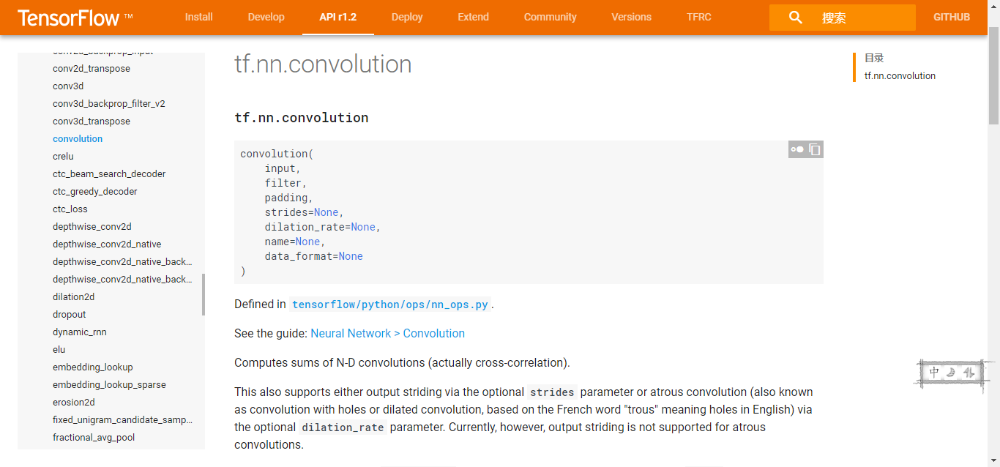 TensorFlow ™
Install Develop API r1.2 Deploy Extend Community Versions TFRC 搜索 GITHUB
conv2d_backprop_input
conv2d_transpose
conv3d
conv3d_backprop_filter_v2
conv3d_transpose
convolution
crelu
ctc_beam_search_decoder
ctc_greedy_decoder
ctc_loss
depthwise_conv2d
depthwise_conv2d_native
depthwise_conv2d_native_back...
depthwise_conv2d_native_back...
dilation2d
dropout
dynamic_rnn
elu
embedding_lookup
embedding_lookup_sparse
erosion2d
fixed_unigram_candidate_samp...
fractional_avg_pool
tf.nn.convolution
tf.nn.convolution
convolution(
    input,
    filter,
    padding,
    strides=None,
    dilation_rate=None,
    name=None,
    data_format=None
)
Defined in tensorflow/python/ops/nn_ops.py.
See the guide: Neural Network > Convolution
Computes sums of N-D convolutions (actually cross-correlation).
This also supports either output striding via the optional strides parameter or atrous convolution (also known
as convolution with holes or dilated convolution, based on the French word "trous" meaning holes in English) via
the optional dilation_rate parameter. Currently, however, output striding is not supported for atrous
convolutions.
目录
tf.nn.convolution
中